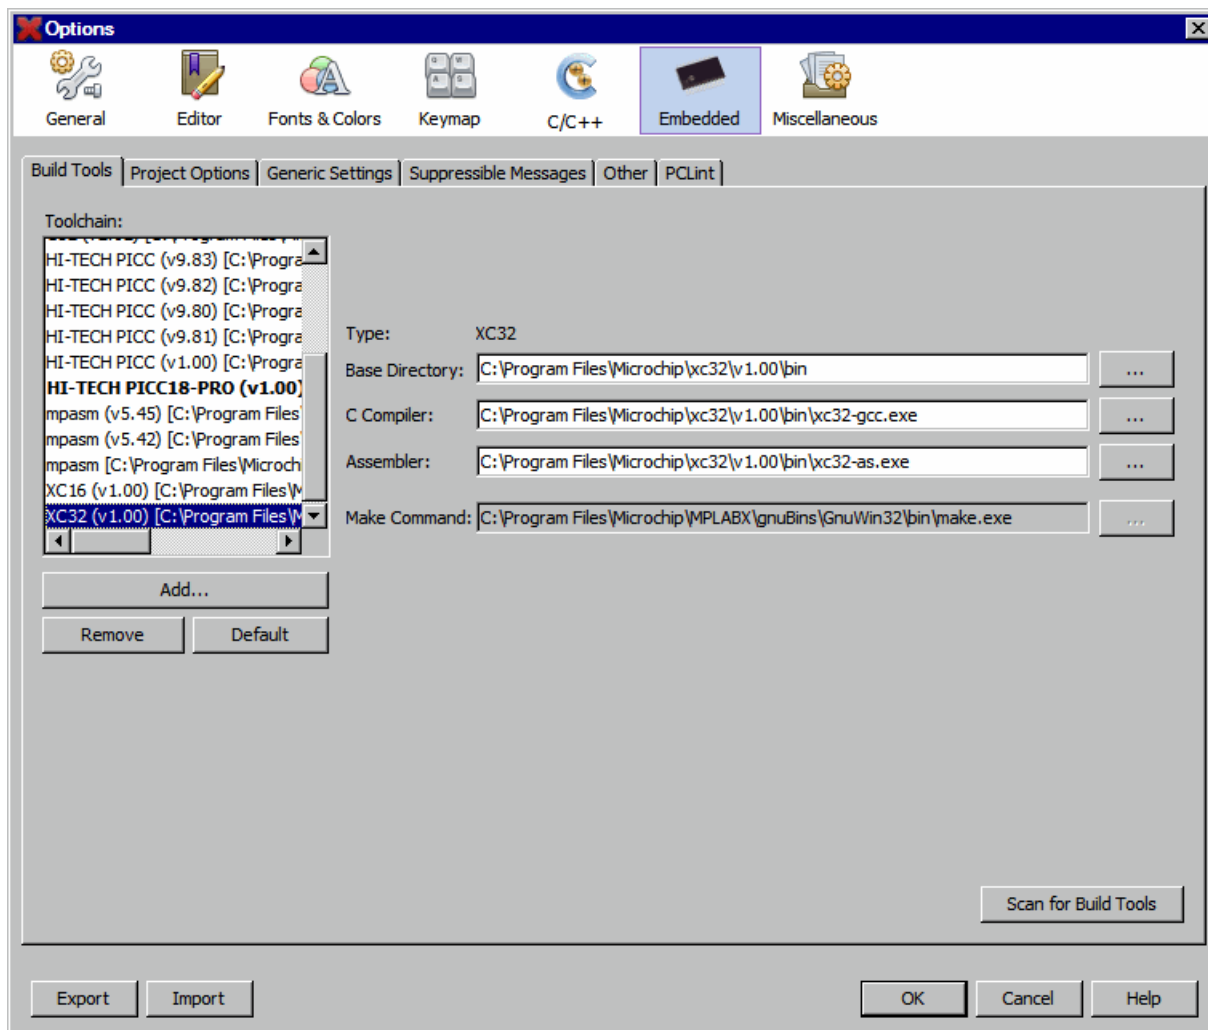 Options
General
Editor
Fonts & Colors
Keymap
C/C++
Embedded
Miscellaneous
Build Tools
Project Options
Generic Settings
Suppressible Messages
Other
PCLint
Toolchain:
HI-TECH PICC (v9.83) [C:\Progra
HI-TECH PICC (v9.82) [C:\Progra
HI-TECH PICC (v9.80) [C:\Progra
HI-TECH PICC (v9.81) [C:\Progra
HI-TECH PICC (v1.00) [C:\Progra
HI-TECH PICC18-PRO (v1.00)
mpasm (v5.45) [C:\Program Files
mpasm (v5.42) [C:\Program Files
mpasm [C:\Program Files\Microch
XC16 (v1.00) [C:\Program Files\M
XC32 (v1.00) [C:\Program Files\M
Add...
Remove
Default
Type: XC32
Base Directory: C:\Program Files\Microchip\xc32\v1.00\bin ...
C Compiler: C:\Program Files\Microchip\xc32\v1.00\bin\xc32-gcc.exe ...
Assembler: C:\Program Files\Microchip\xc32\v1.00\bin\xc32-as.exe ...
Make Command: C:\Program Files\Microchip\MPLABX\gnuBins\GnuWin32\bin\make.exe ...
Scan for Build Tools
Export
Import
OK
Cancel
Help